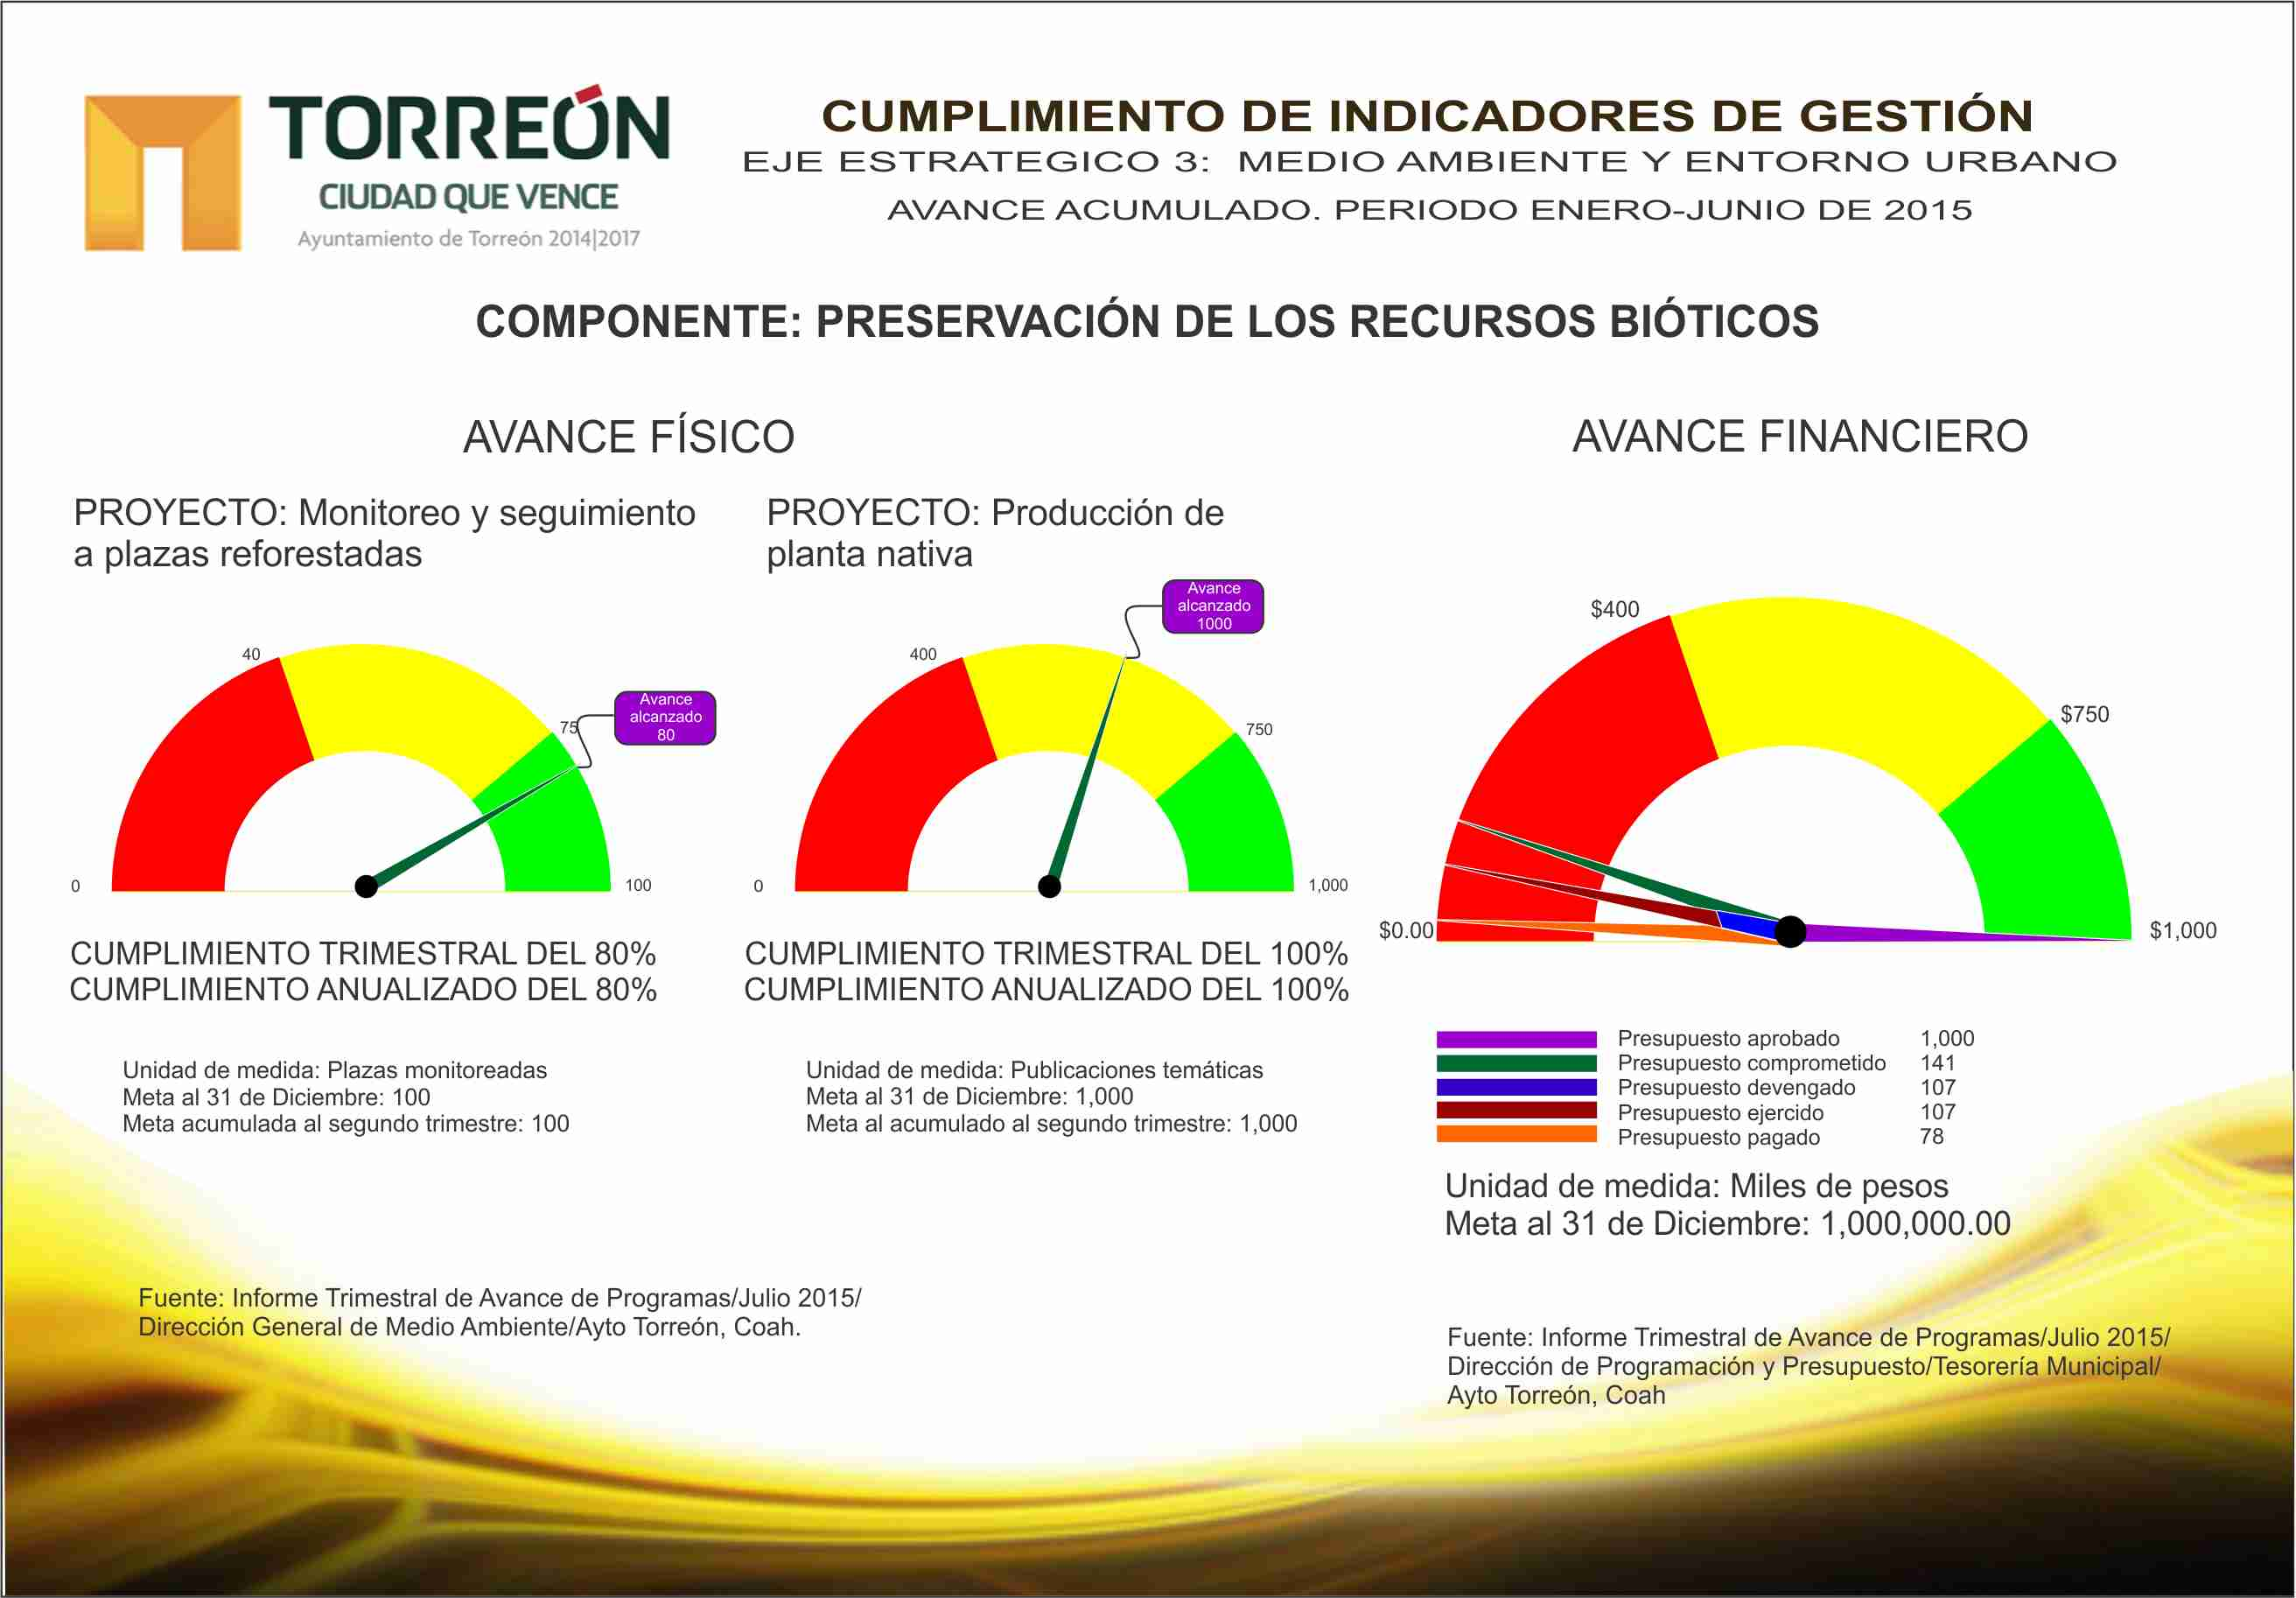 TORREÓN
CIUDAD QUE VENCE
Ayuntamiento de Torreón 2014|2017
CUMPLIMIENTO DE INDICADORES DE GESTIÓN
EJE ESTRATEGICO 3: MEDIO AMBIENTE Y ENTORNO URBANO
AVANCE ACUMULADO. PERIODO ENERO-JUNIO DE 2015
COMPONENTE: PRESERVACIÓN DE LOS RECURSOS BIÓTICOS
AVANCE FÍSICO
PROYECTO: Monitoreo y seguimiento
a plazas reforestadas
0
40
75
100
Avance
alcanzado
80
CUMPLIMIENTO TRIMESTRAL DEL 80%
CUMPLIMIENTO ANUALIZADO DEL 80%
Unidad de medida: Plazas monitoreadas
Meta al 31 de Diciembre: 100
Meta acumulada al segundo trimestre: 100
PROYECTO: Producción de
planta nativa
0
400
750
1,000
Avance
alcanzado
1000
CUMPLIMIENTO TRIMESTRAL DEL 100%
CUMPLIMIENTO ANUALIZADO DEL 100%
Unidad de medida: Publicaciones temáticas
Meta al 31 de Diciembre: 1,000
Meta al acumulado al segundo trimestre: 1,000
Fuente: Informe Trimestral de Avance de Programas/Julio 2015/
Dirección General de Medio Ambiente/Ayto Torreón, Coah.
AVANCE FINANCIERO
$0.00
$400
$750
$1,000
Presupuesto aprobado 1,000
Presupuesto comprometido 141
Presupuesto devengado 107
Presupuesto ejercido 107
Presupuesto pagado 78
Unidad de medida: Miles de pesos
Meta al 31 de Diciembre: 1,000,000.00
Fuente: Informe Trimestral de Avance de Programas/Julio 2015/
Dirección de Programación y Presupuesto/Tesorería Municipal/
Ayto Torreón, Coah